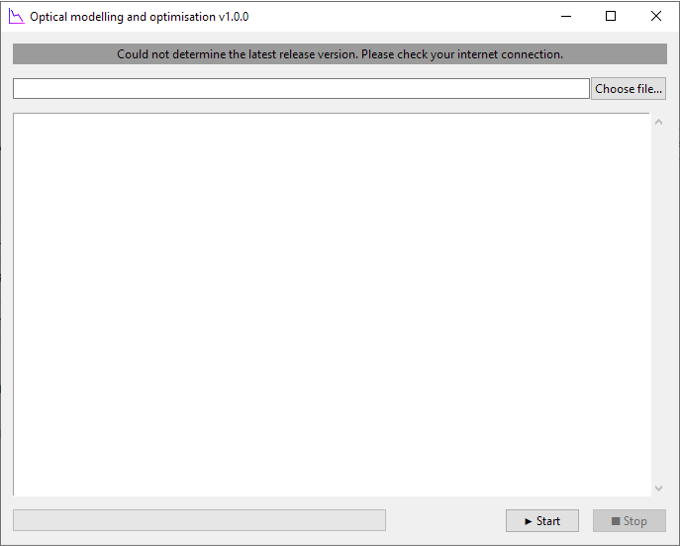 Optical modelling and optimisation v1.0.0
Could not determine the latest release version. Please check your internet connection.
Choose file...
► Start
■ Stop